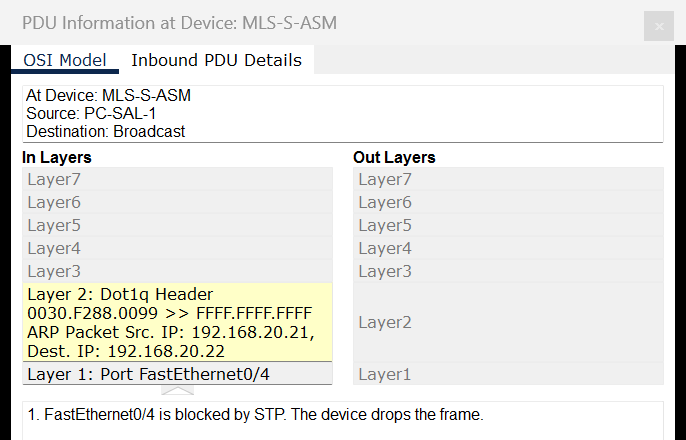 PDU Information at Device: MLS-S-ASM
×
OSI Model Inbound PDU Details
At Device: MLS-S-ASM
Source: PC-SAL-1
Destination: Broadcast
In Layers
Layer7
Layer6
Layer5
Layer4
Layer3
Layer 2: Dot1q Header
0030.F288.0099 >> FFFF.FFFF.FFFF
ARP Packet Src. IP: 192.168.20.21,
Dest. IP: 192.168.20.22
Layer 1: Port FastEthernet0/4
Out Layers
Layer7
Layer6
Layer5
Layer4
Layer3
Layer2
Layer1
1. FastEthernet0/4 is blocked by STP. The device drops the frame.